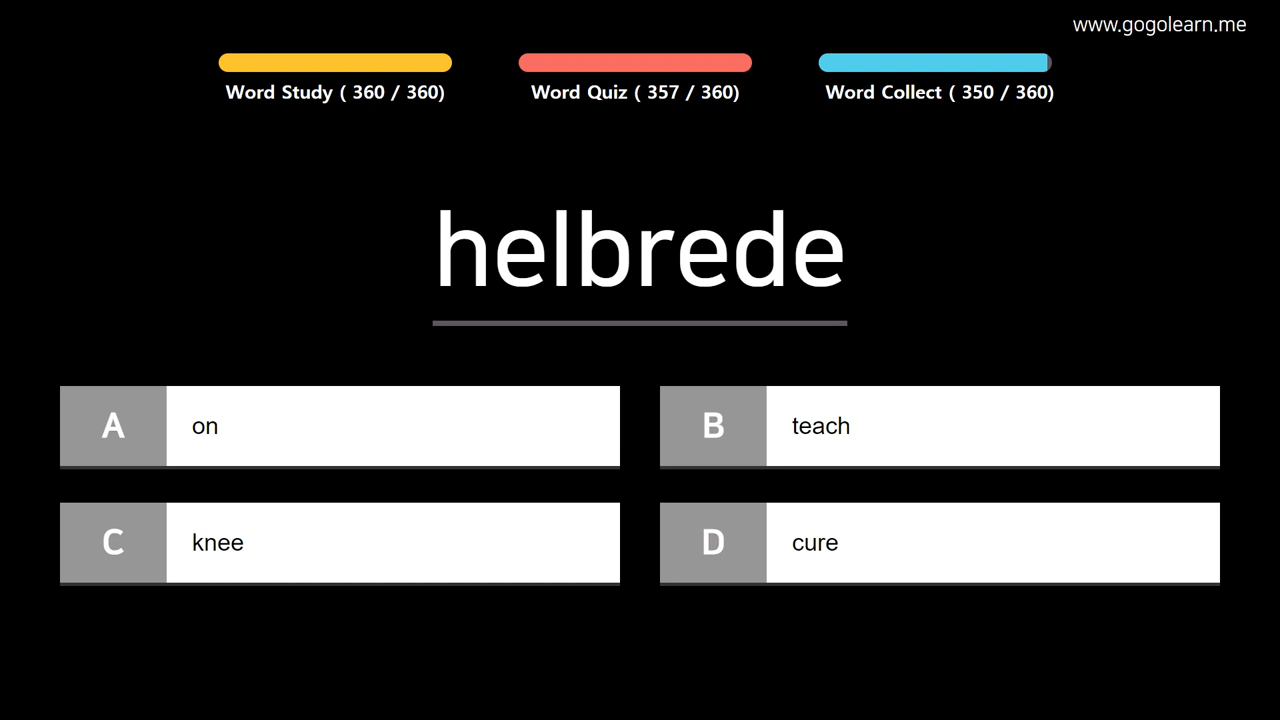 www.gogolearn.me
Word Study ( 360 / 360)
Word Quiz ( 357 / 360)
Word Collect ( 350 / 360)
helbrede
A on
B teach
C knee
D cure